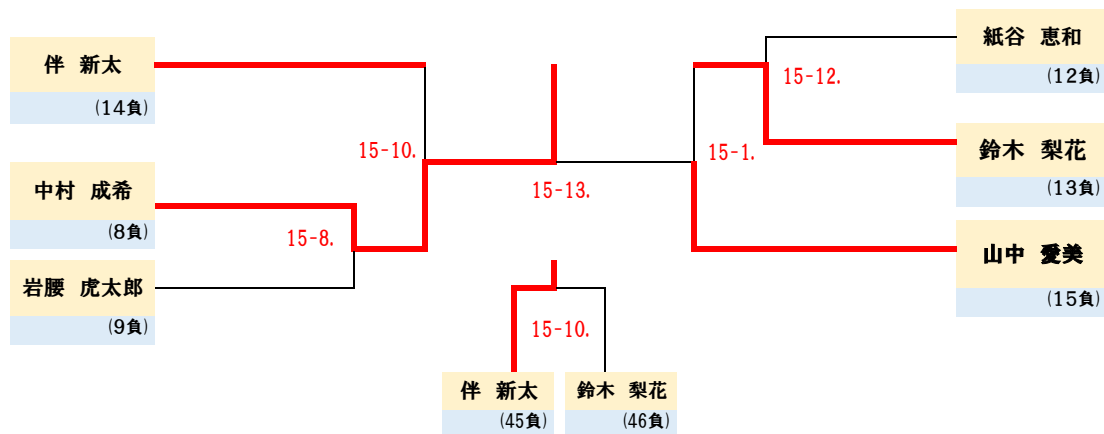 伴 新太
(14負)
中村 成希
(8負)
岩腰 虎太郎
(9負)
15-10.
15-8.
15-13.
15-1.
15-12.
紙谷 恵和
(12負)
鈴木 梨花
(13負)
山中 愛美
(15負)
15-10.
伴 新太
(45負)
鈴木 梨花
(46負)